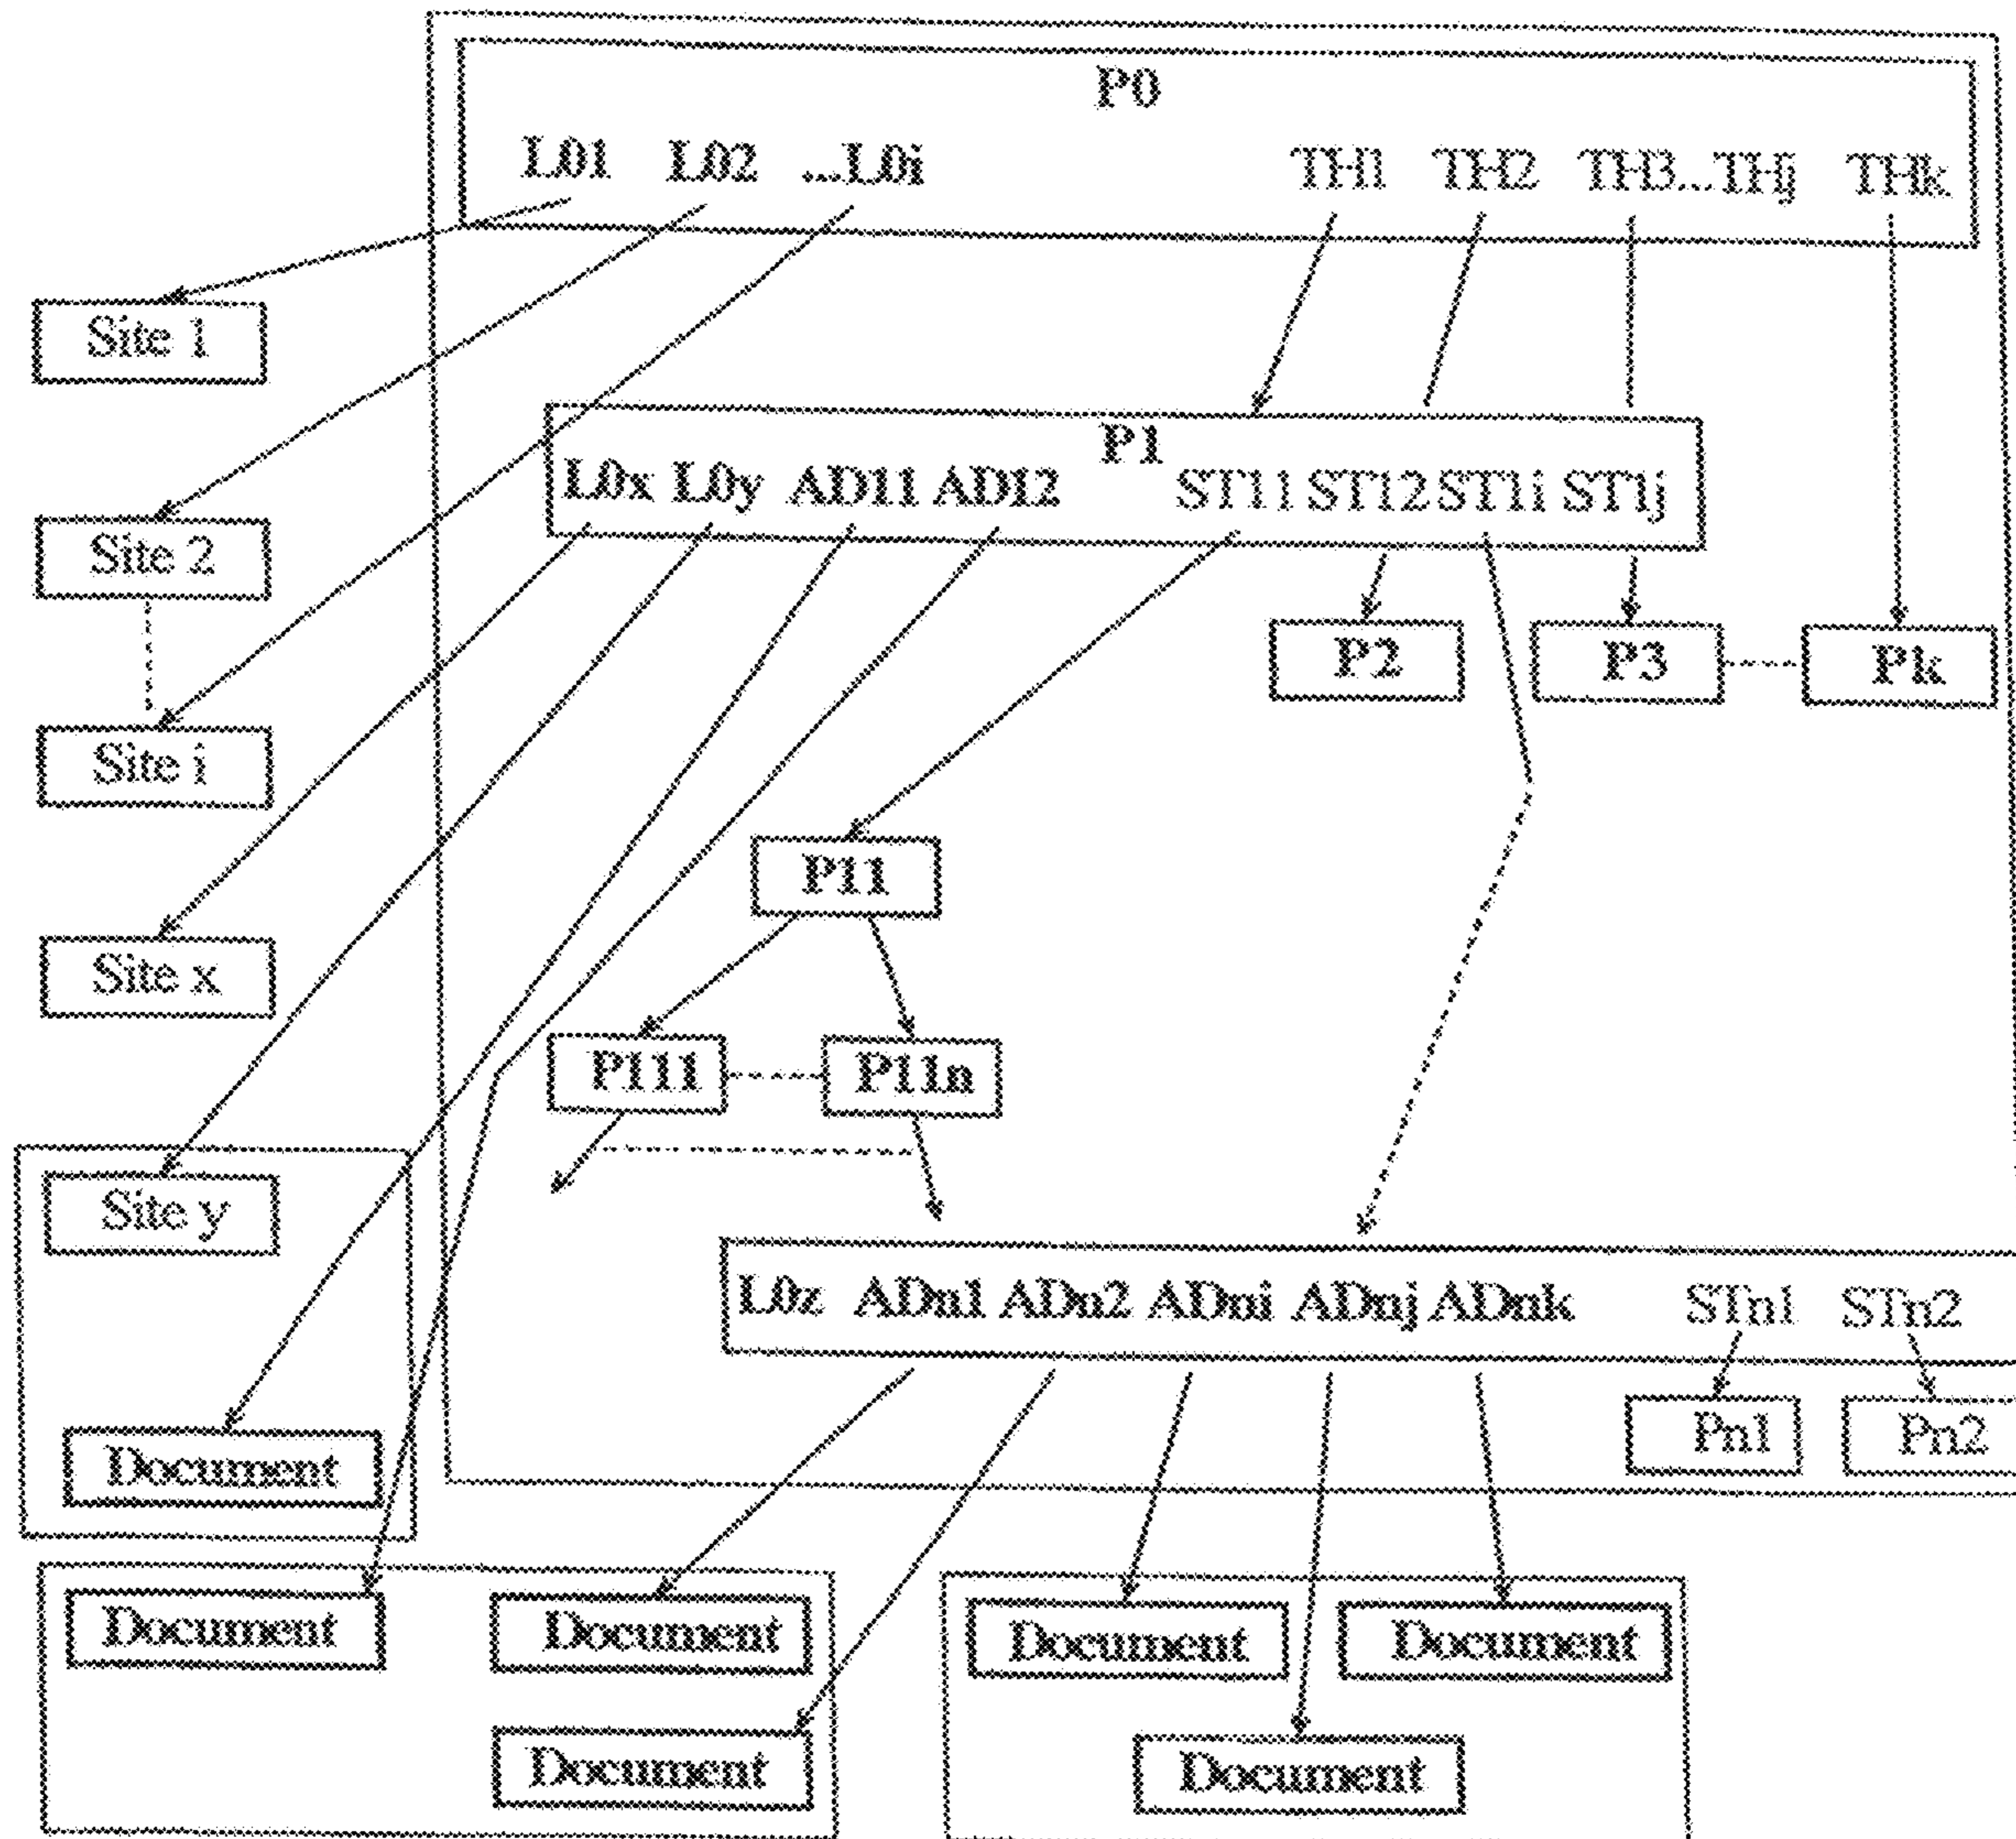 P0
L01 L02 ...L0i TH1 TH2 TH3...THj THk
Site 1
P1
L0x L0y AD11 AD12 ST11 ST12 ST1i ST1j
Site 2
P2 P3 Pk
Site i
P11
Site x
P111 P11n
Site y
L0z ADn1 ADn2 ADni ADnj ADnk STn1 STn2
Pn1 Pn2
Document
Document Document Document Document
Document Document